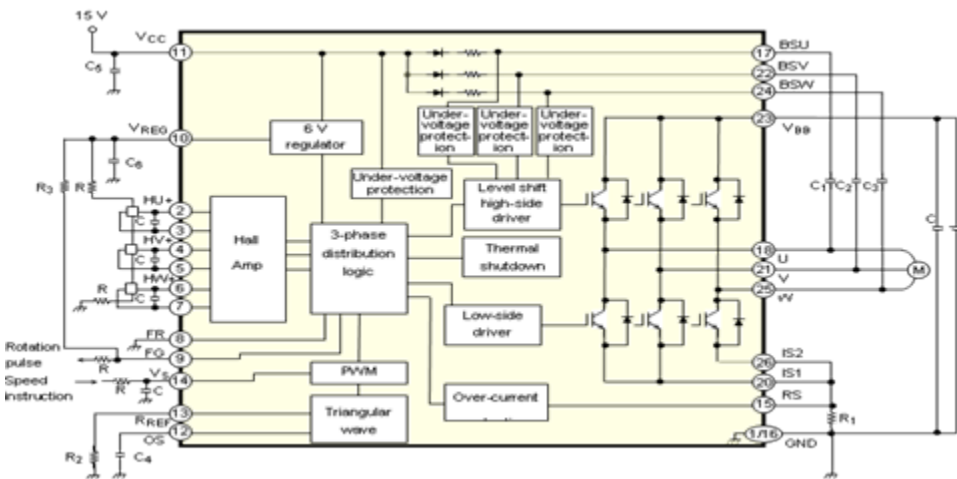 15 V
VCC
11
C5
17
BSU
22
BSV
24
BSW
23
VBB
Under-
voltage
protect-
ion
Under-
voltage
protect-
ion
Under-
voltage
protect-
ion
VREG
10
6 V
regulator
C6
R3
R
Under-voltage
protection
Level shift
high-side
driver
C1
C2
C3
C
HU+
2
C
3
HV+
4
C
5
HW+
6
C
7
R
Hall
Amp
3-phase
distribution
logic
Thermal
shutdown
18
U
21
V
25
W
M
Low-side
driver
FR
8
Rotation
pulse
FG
9
R
Speed
instruction
VS
14
R
C
PWM
26
IS2
20
IS1
15
RS
Over-current
R1
RREF
13
12
OS
Triangular
wave
R2
C4
1/16
GND